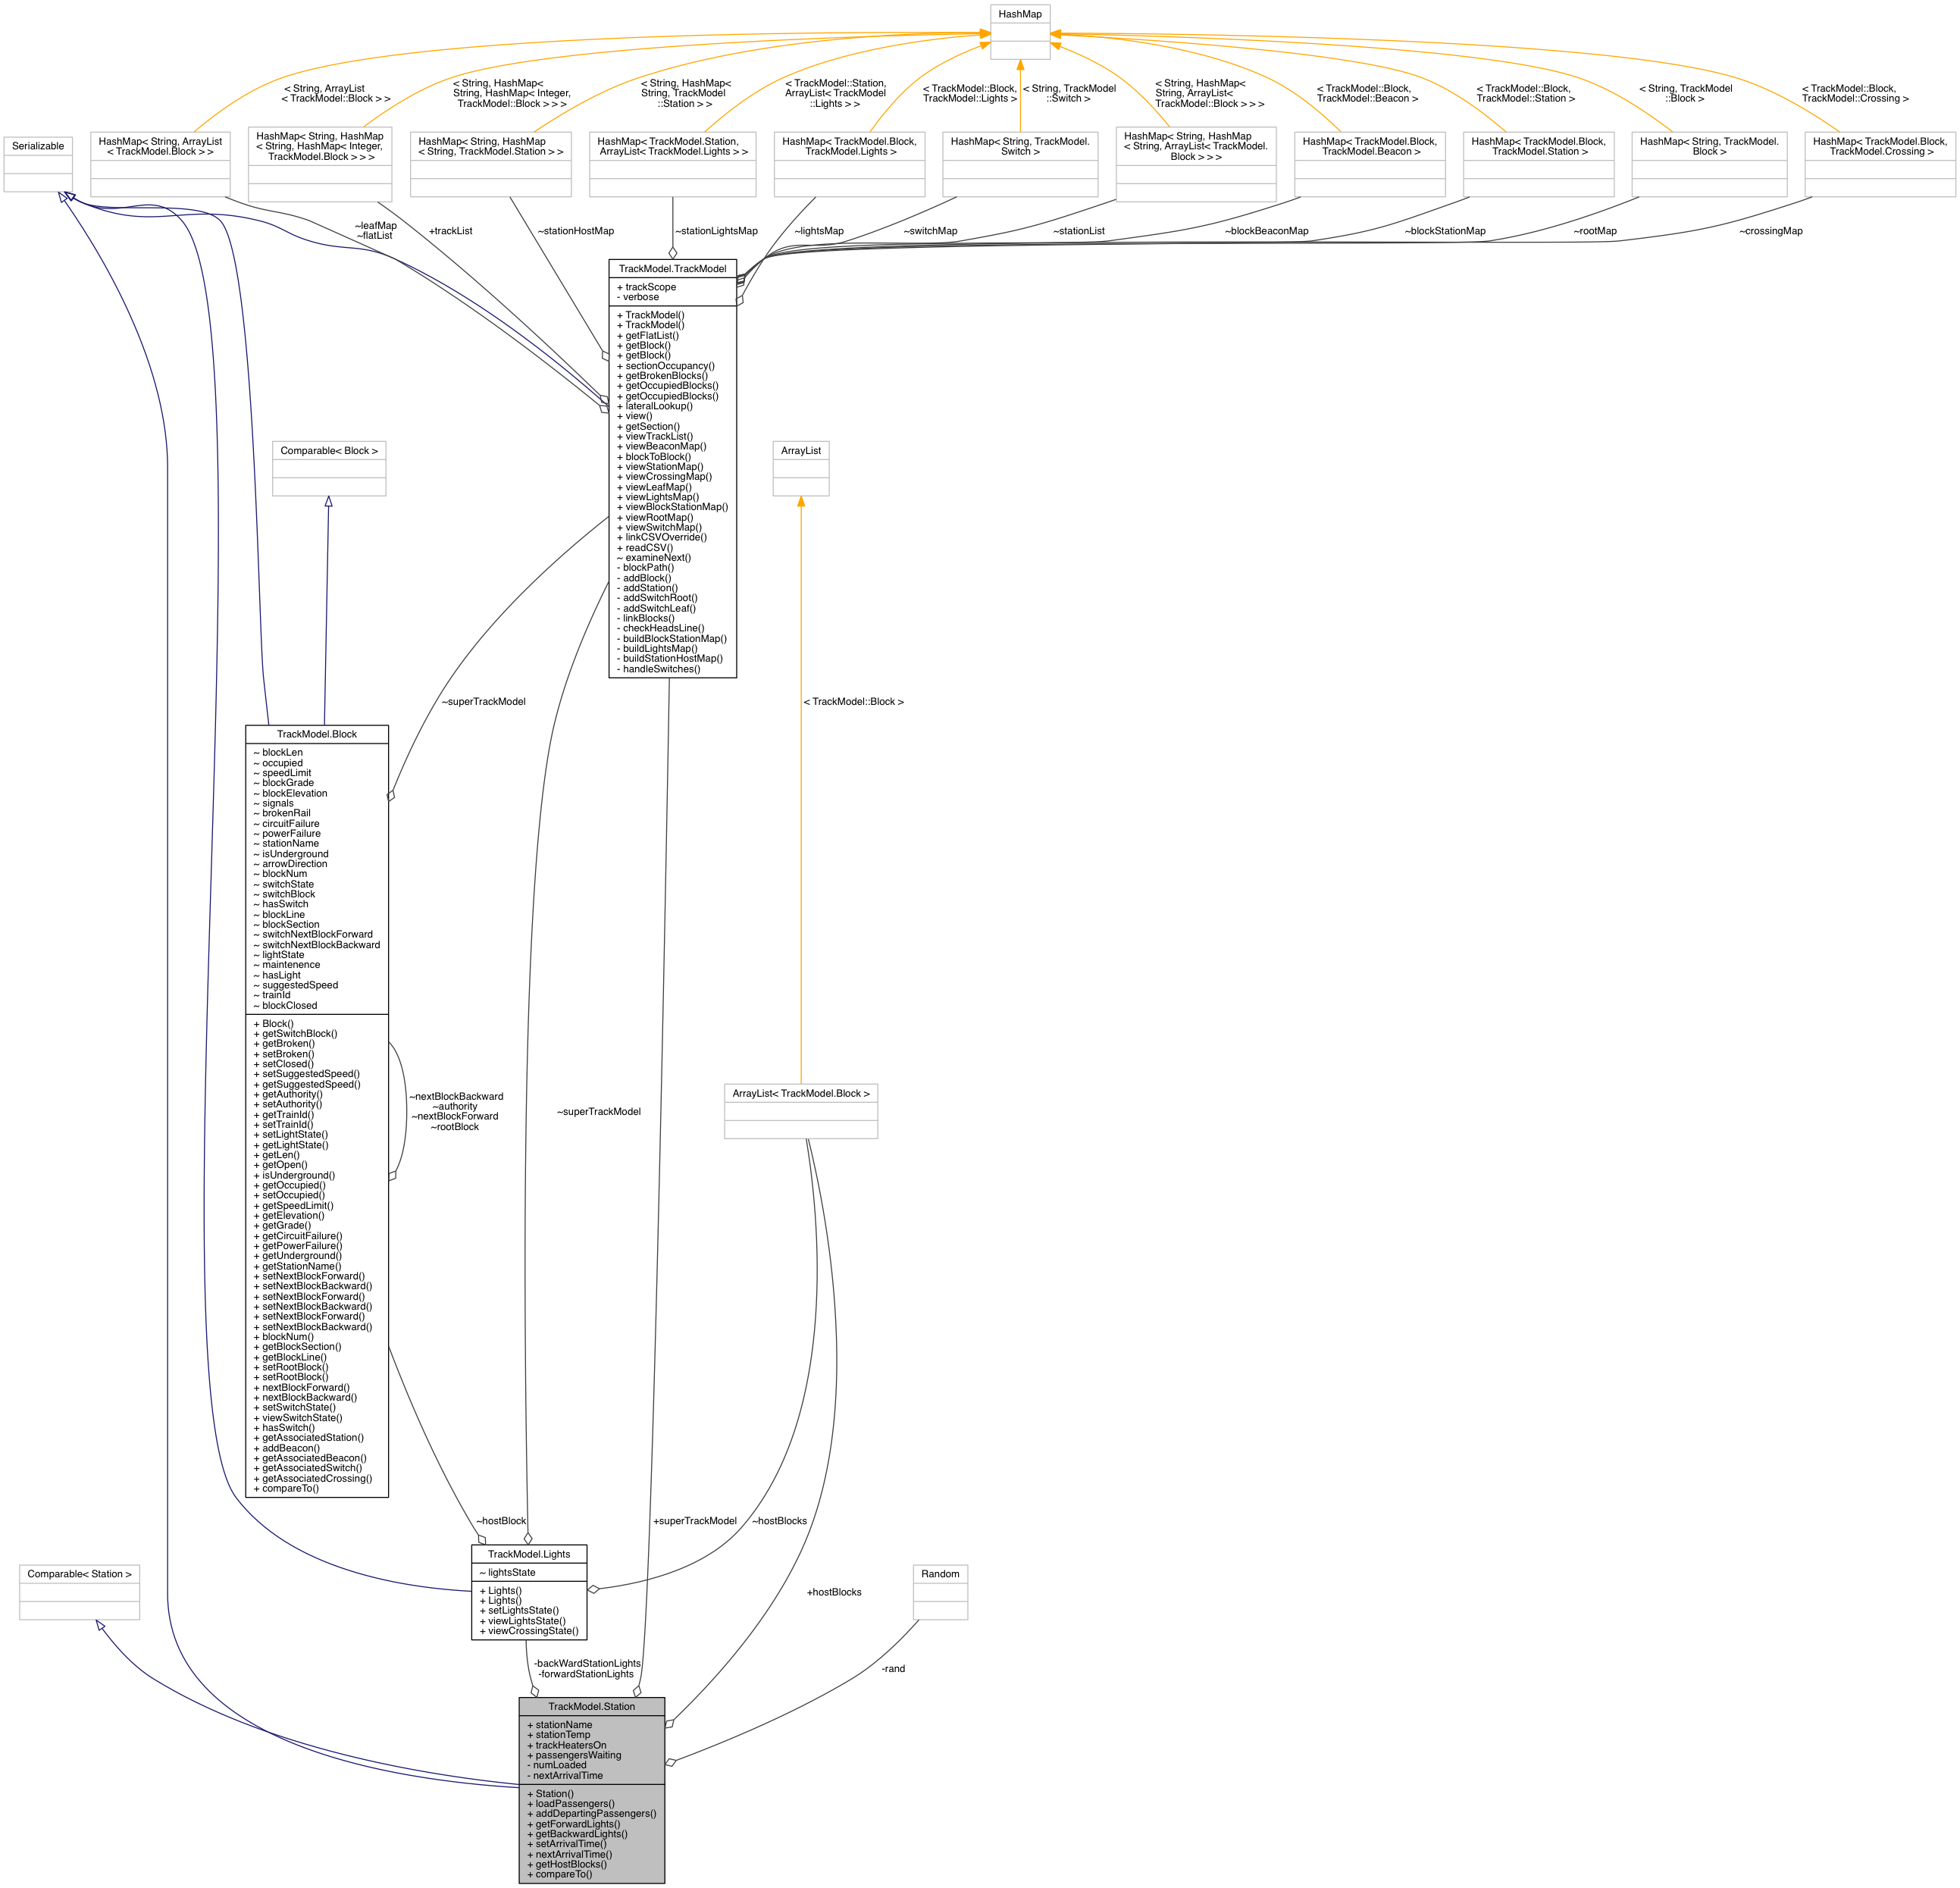 HashMap
< String, ArrayList
< TrackModel::Block > >
< String, HashMap<
String, HashMap< Integer,
TrackModel::Block > > >
< String, HashMap<
String, TrackModel
::Station > >
< TrackModel::Station,
ArrayList< TrackModel
::Lights > >
< TrackModel::Block,
TrackModel::Lights >
< String, TrackModel
::Switch >
< String, HashMap<
String, ArrayList<
TrackModel::Block > > >
< TrackModel::Block,
TrackModel::Beacon >
< TrackModel::Block,
TrackModel::Station >
< String, TrackModel
::Block >
< TrackModel::Block,
TrackModel::Crossing >
Serializable
HashMap< String, ArrayList
< TrackModel.Block > >
HashMap< String, HashMap
< String, HashMap< Integer,
TrackModel.Block > > >
HashMap< String, HashMap
< String, TrackModel.Station > >
HashMap< TrackModel.Station,
ArrayList< TrackModel.Lights > >
HashMap< TrackModel.Block,
TrackModel.Lights >
HashMap< String, TrackModel.
Switch >
HashMap< String, HashMap
< String, ArrayList< TrackModel.
Block > > >
HashMap< TrackModel.Block,
TrackModel.Beacon >
HashMap< TrackModel.Block,
TrackModel.Station >
HashMap< String, TrackModel.
Block >
HashMap< TrackModel.Block,
TrackModel.Crossing >
~leafMap
~flatList
+trackList
~stationHostMap
~stationLightsMap
~lightsMap
~switchMap
~stationList
~blockBeaconMap
~blockStationMap
~rootMap
~crossingMap
TrackModel.TrackModel
+ trackScope
- verbose
+ TrackModel()
+ TrackModel()
+ getFlatList()
+ getBlock()
+ getBlock()
+ sectionOccupancy()
+ getBrokenBlocks()
+ getOccupiedBlocks()
+ getOccupiedBlocks()
+ lateralLookup()
+ view()
+ getSection()
+ viewTrackList()
+ viewBeaconMap()
+ blockToBlock()
+ viewStationMap()
+ viewCrossingMap()
+ viewLeafMap()
+ viewLightsMap()
+ viewBlockStationMap()
+ viewRootMap()
+ viewSwitchMap()
+ linkCSVOverride()
+ readCSV()
~ examineNext()
- blockPath()
- addBlock()
- addStation()
- addSwitchRoot()
- addSwitchLeaf()
- linkBlocks()
- checkHeadsLine()
- buildBlockStationMap()
- buildLightsMap()
- buildStationHostMap()
- handleSwitches()
Comparable< Block >
ArrayList
~superTrackModel
< TrackModel::Block >
TrackModel.Block
~ blockLen
~ occupied
~ speedLimit
~ blockGrade
~ blockElevation
~ signals
~ brokenRail
~ circuitFailure
~ powerFailure
~ stationName
~ isUnderground
~ arrowDirection
~ blockNum
~ switchState
~ switchBlock
~ hasSwitch
~ blockLine
~ blockSection
~ switchNextBlockForward
~ switchNextBlockBackward
~ lightState
~ maintenence
~ hasLight
~ suggestedSpeed
~ trainId
~ blockClosed
+ Block()
+ getSwitchBlock()
+ getBroken()
+ setBroken()
+ setClosed()
+ setSuggestedSpeed()
+ getSuggestedSpeed()
+ getAuthority()
+ setAuthority()
+ getTrainId()
+ setTrainId()
+ setLightState()
+ getLightState()
+ getLen()
+ getOpen()
+ isUnderground()
+ getOccupied()
+ setOccupied()
+ getSpeedLimit()
+ getElevation()
+ getGrade()
+ getCircuitFailure()
+ getPowerFailure()
+ getUnderground()
+ getStationName()
+ setNextBlockForward()
+ setNextBlockBackward()
+ setNextBlockForward()
+ setNextBlockBackward()
+ setNextBlockForward()
+ setNextBlockBackward()
+ blockNum()
+ getBlockSection()
+ getBlockLine()
+ setRootBlock()
+ setRootBlock()
+ nextBlockForward()
+ nextBlockBackward()
+ setSwitchState()
+ viewSwitchState()
+ hasSwitch()
+ getAssociatedStation()
+ addBeacon()
+ getAssociatedBeacon()
+ getAssociatedSwitch()
+ getAssociatedCrossing()
+ compareTo()
~nextBlockBackward
~authority
~nextBlockForward
~rootBlock
~superTrackModel
ArrayList< TrackModel.Block >
~hostBlock
+superTrackModel
~hostBlocks
TrackModel.Lights
~ lightsState
+ Lights()
+ Lights()
+ setLightsState()
+ viewLightsState()
+ viewCrossingState()
Comparable< Station >
+hostBlocks
Random
-backWardStationLights
-forwardStationLights
-rand
TrackModel.Station
+ stationName
+ stationTemp
+ trackHeatersOn
+ passengersWaiting
- numLoaded
- nextArrivalTime
+ Station()
+ loadPassengers()
+ addDepartingPassengers()
+ getForwardLights()
+ getBackwardLights()
+ setArrivalTime()
+ nextArrivalTime()
+ getHostBlocks()
+ compareTo()